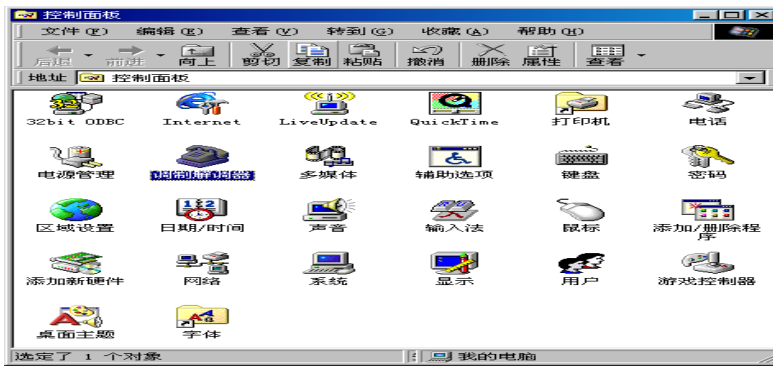 控制面板
文件(F) 编辑(E) 查看(V) 转到(G) 收藏(A) 帮助(H)
后退 前进 向上 剪切 复制 粘贴 撤消 删除 属性 查看
地址 控制面板
32bit ODBC Internet LiveUpdate QuickTime 打印机 电话
电源管理 调制解调器 多媒体 辅助选项 键盘 密码
区域设置 日期/时间 声音 输入法 鼠标 添加/删除程
序
添加新硬件 网络 系统 显示 用户 游戏控制器
桌面主题 字体
选定了 1 个对象 我的电脑